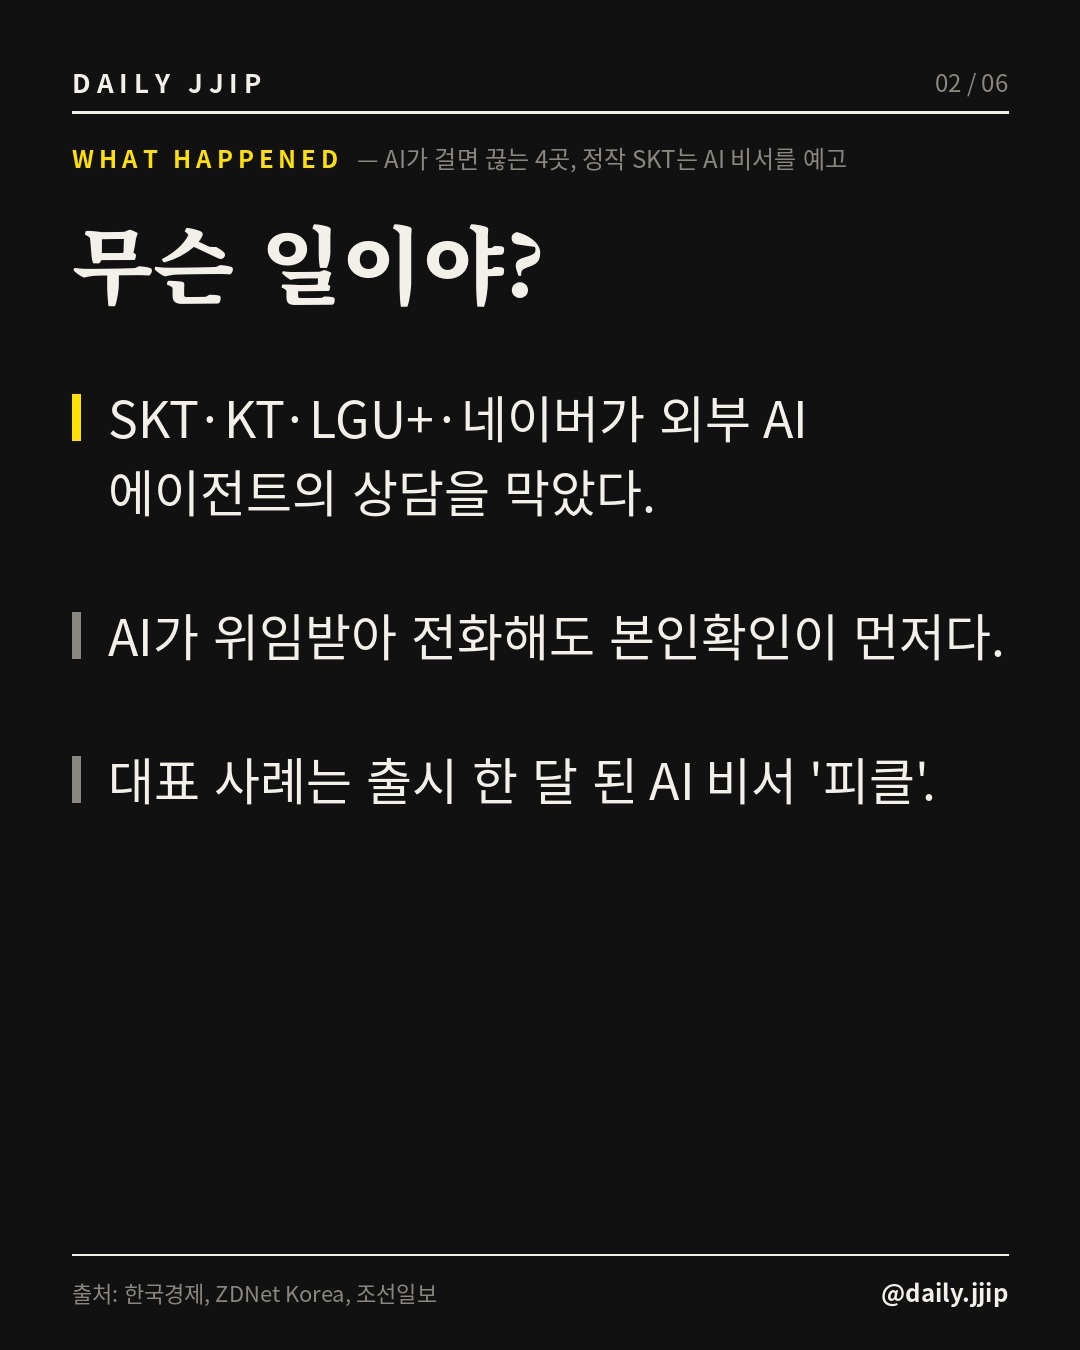 DAILY JJIP
02 / 06
WHAT HAPPENED — AI가 걸면 끊는 4곳, 정작 SKT는 AI 비서를 예고
무슨 일이야?
SKT·KT·LGU+·네이버가 외부 AI
에이전트의 상담을 막았다.
AI가 위임받아 전화해도 본인확인이 먼저다.
대표 사례는 출시 한 달 된 AI 비서 '피클'.
출처: 한국경제, ZDNet Korea, 조선일보
@daily.jjip